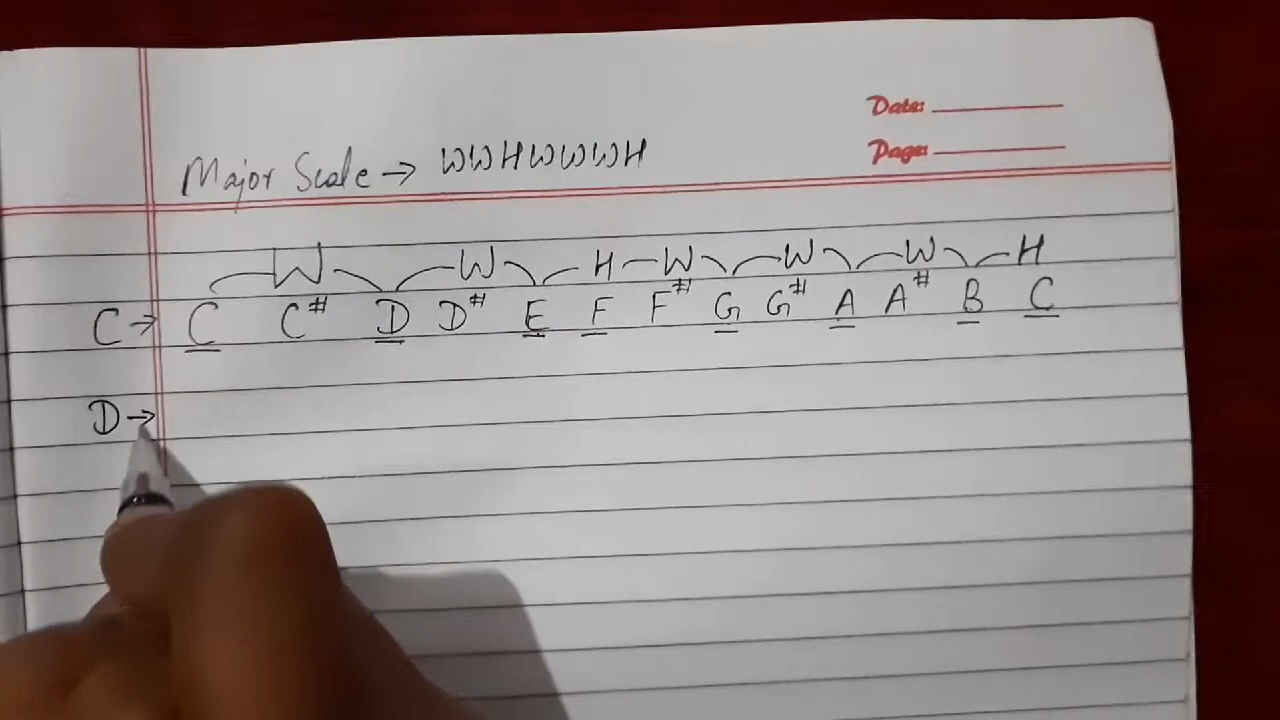 Date:
Page:
Major Scale → WWHWWWH
W W H W W W H
C → C C# D D# E F F# G G# A A# B C
D →